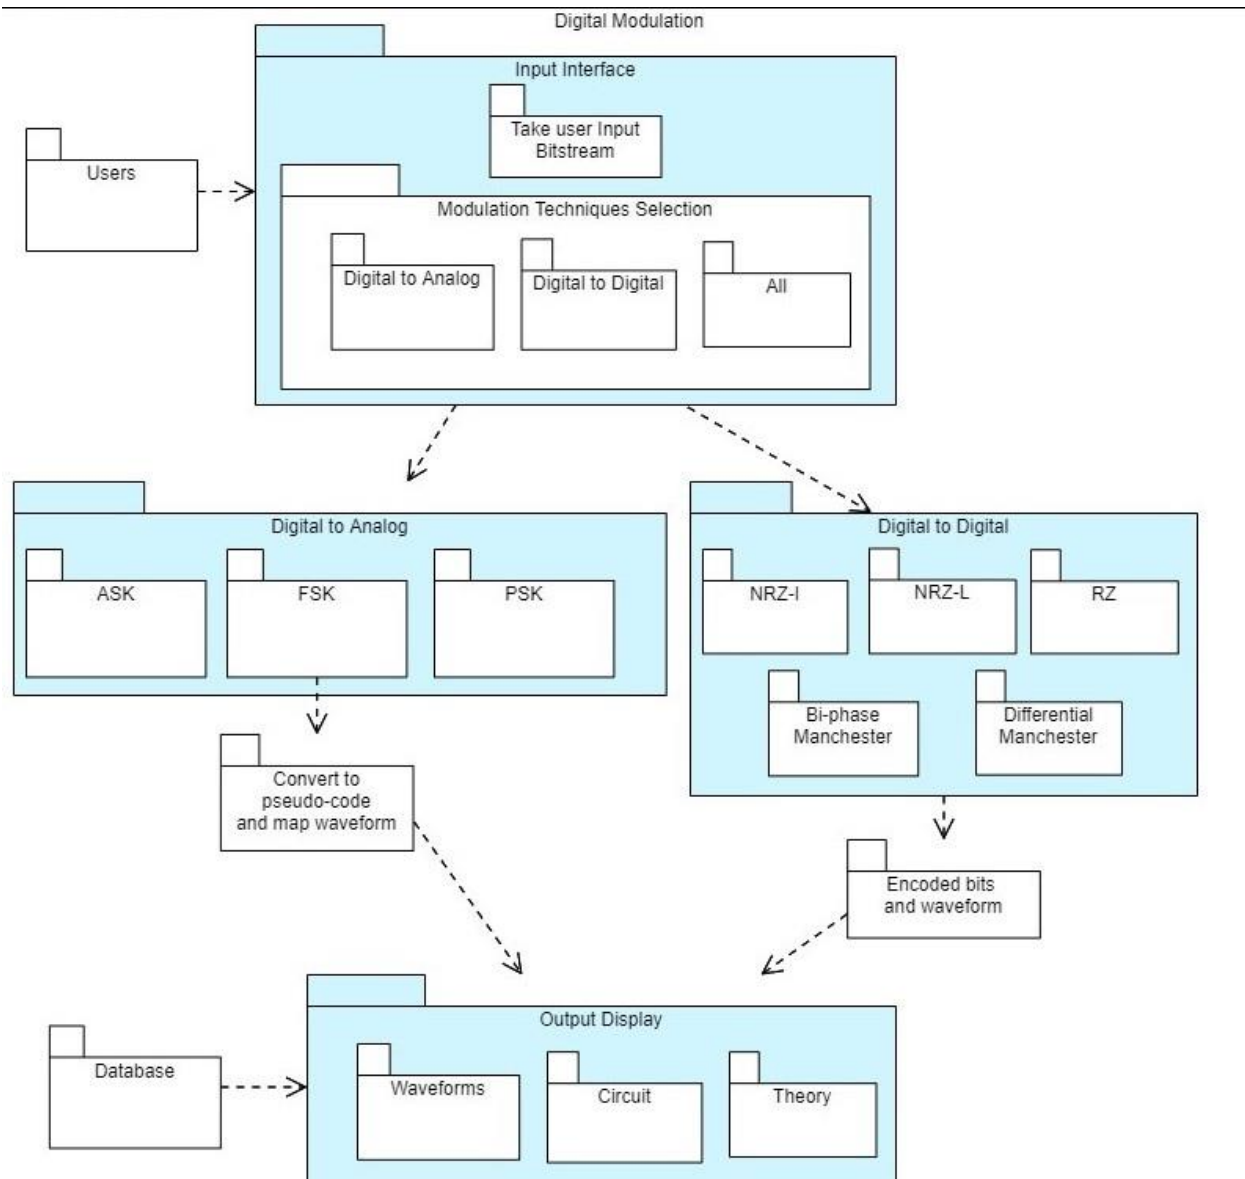 Digital Modulation
Input Interface
Take user Input
Bitstream
Users
Modulation Techniques Selection
Digital to Analog
Digital to Digital
All
Digital to Analog
ASK
FSK
PSK
Digital to Digital
NRZ-I
NRZ-L
RZ
Bi-phase
Manchester
Differential
Manchester
Convert to
pseudo-code
and map waveform
Encoded bits
and waveform
Output Display
Database
Waveforms
Circuit
Theory